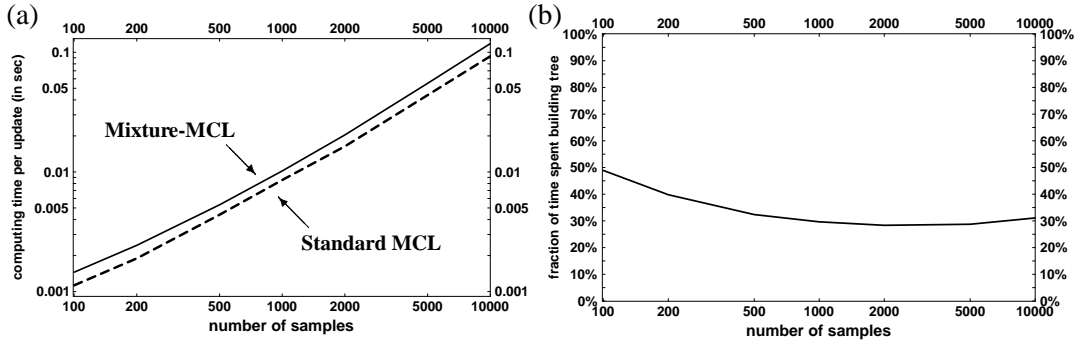 (a)
100 200 500 1000 2000 5000 10000
computing time per update (in sec)
0.1 0.1
0.05 0.05
0.01 0.01
0.005 0.005
0.001 0.001
Mixture-MCL
Standard MCL
100 200 500 1000 2000 5000 10000
number of samples
(b)
100 200 500 1000 2000 5000 10000
fraction of time spent building tree
100% 100%
90% 90%
80% 80%
70% 70%
60% 60%
50% 50%
40% 40%
30% 30%
20% 20%
10% 10%
0% 0%
100 200 500 1000 2000 5000 10000
number of samples